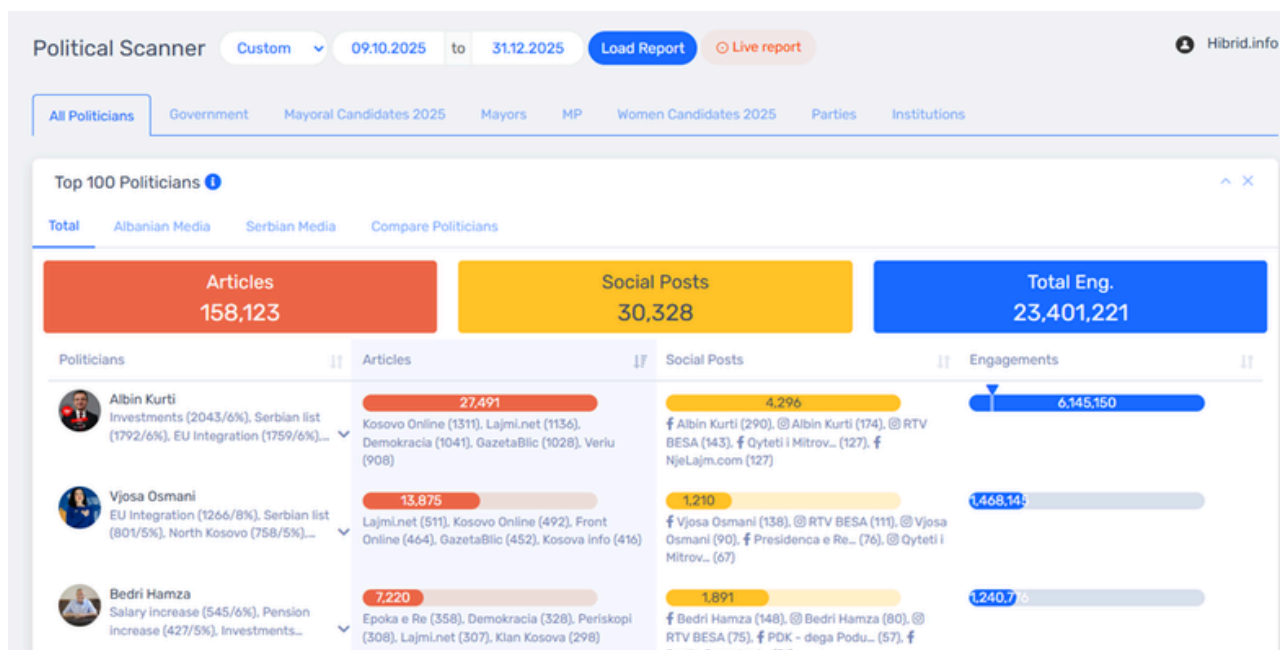 Political Scanner Custom 09.10.2025 to 31.12.2025 Load Report Live report Hibrid.info
All Politicians Government Mayoral Candidates 2025 Mayors MP Women Candidates 2025 Parties Institutions
Top 100 Politicians
Total Albanian Media Serbian Media Compare Politicians
Articles
158,123
Social Posts
30,328
Total Eng.
23,401,221
Politicians Articles Social Posts Engagements
Albin Kurti
Investments (2043/6%), Serbian list
(1792/6%), EU Integration (1759/6%),...
27,491
Kosovo Online (1311), Lajmi.net (1136),
Demokracia (1041), GazetaBlic (1028), Veriu
(908)
4,296
Albin Kurti (290), Albin Kurti (174), RTV
BESA (143), Qyteti i Mitrov... (127),
NjeLajm.com (127)
6,145,150
Vjosa Osmani
EU Integration (1266/8%), Serbian list
(801/5%), North Kosovo (758/5%),...
13,875
Lajmi.net (511), Kosovo Online (492), Front
Online (464), GazetaBlic (452), Kosova info (416)
1,210
Vjosa Osmani (138), RTV BESA (111), Vjosa
Osmani (90), Presidenca e Re... (76), Qyteti i
Mitrov... (67)
Bedri Hamza
Salary increase (545/6%), Pension
increase (427/5%), Investments...
7,220
Epoka e Re (358), Demokracia (328), Periskopi
(308), Lajmi.net (307), Klan Kosova (298)
1,891
Bedri Hamza (148), Bedri Hamza (80),
RTV BESA (75), PDK - dega Podu... (57),